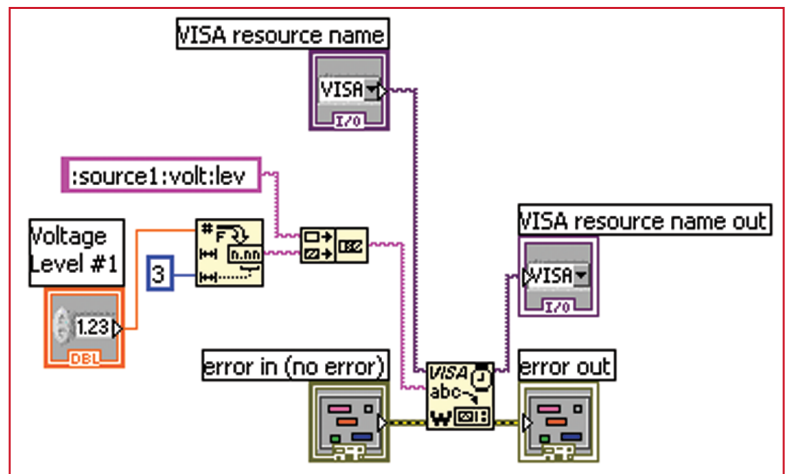 VISA resource name
VISA
I/O
:source1:volt:lev
Voltage
Level #1
#
F
n.nn
3
1.23
DBL
VISA resource name out
VISA
I/O
error in (no error)
VISA
abc
W
error out